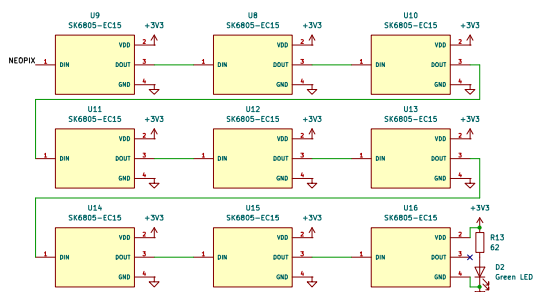 U9 U8 U10
SK6805-EC15 +3V3 SK6805-EC15 +3V3 SK6805-EC15 +3V3
VDD 2 VDD 2 VDD 2
NEOPIX 1 DIN DOUT 3 1 DIN DOUT 3 1 DIN DOUT 3
GND 4 GND 4 GND 4
U11 U12 U13
SK6805-EC15 +3V3 SK6805-EC15 +3V3 SK6805-EC15 +3V3
VDD 2 VDD 2 VDD 2
1 DIN DOUT 3 1 DIN DOUT 3 1 DIN DOUT 3
GND 4 GND 4 GND 4
U14 U15 U16
SK6805-EC15 +3V3 SK6805-EC15 +3V3 SK6805-EC15 +3V3
VDD 2 VDD 2 VDD 2 R13
62
1 DIN DOUT 3 1 DIN DOUT 3 1 DIN DOUT 3
D2
GND 4 GND 4 GND 4 Green LED